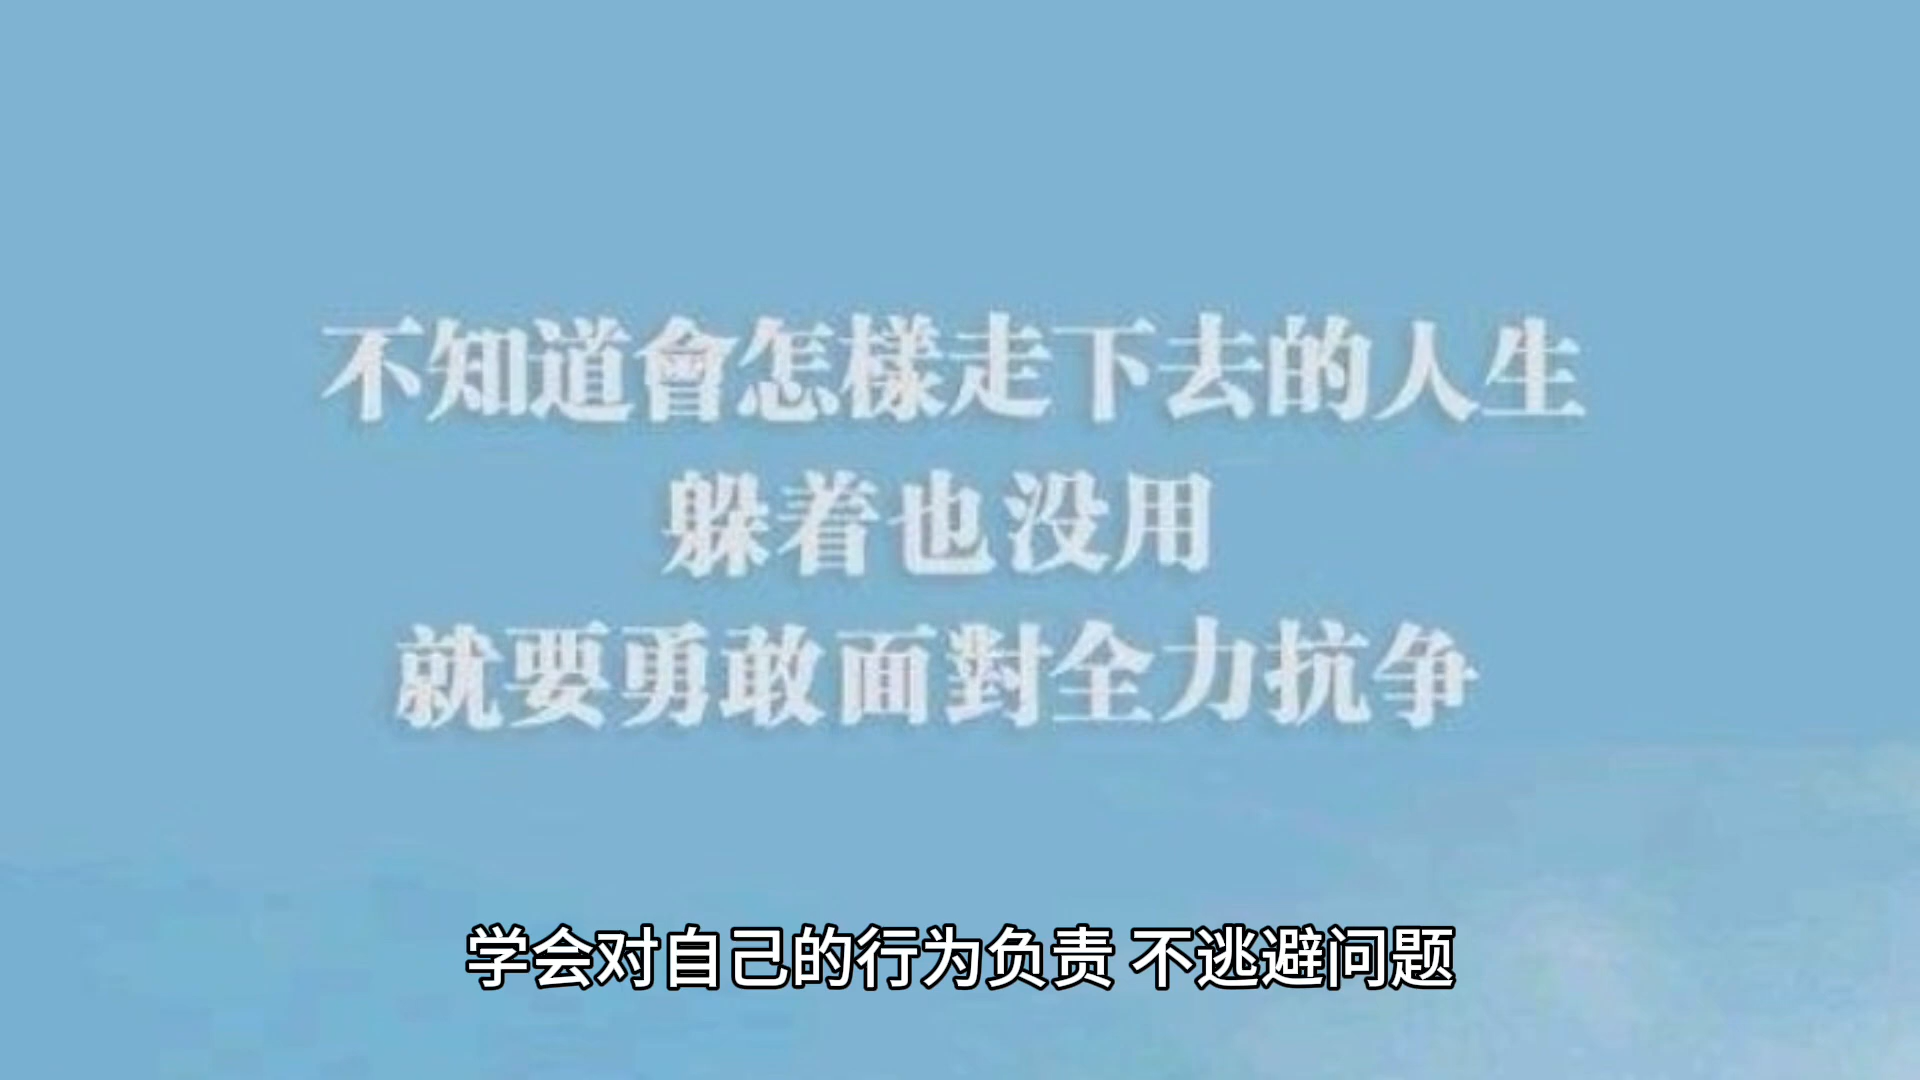 不知道會怎樣走下去的人生
躲着也没用
就要勇敢面對全力抗争
学会对自己的行为负责 不逃避问题